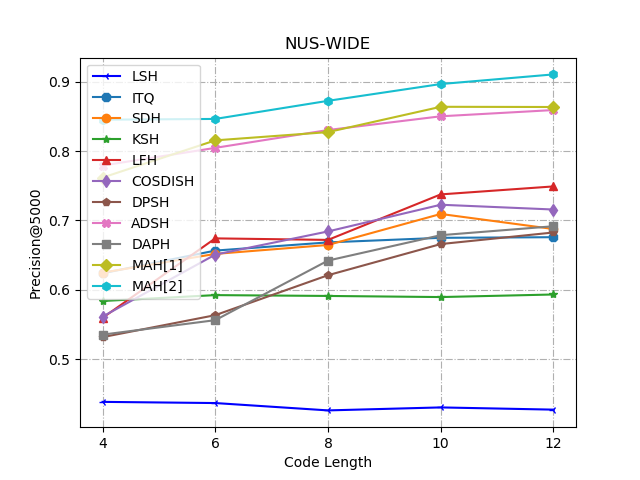 NUS-WIDE
LSH
ITQ
SDH
KSH
LFH
COSDISH
DPSH
ADSH
DAPH
MAH[1]
MAH[2]
Precision@5000
0.9
0.8
0.7
0.6
0.5
4 6 8 10 12
Code Length